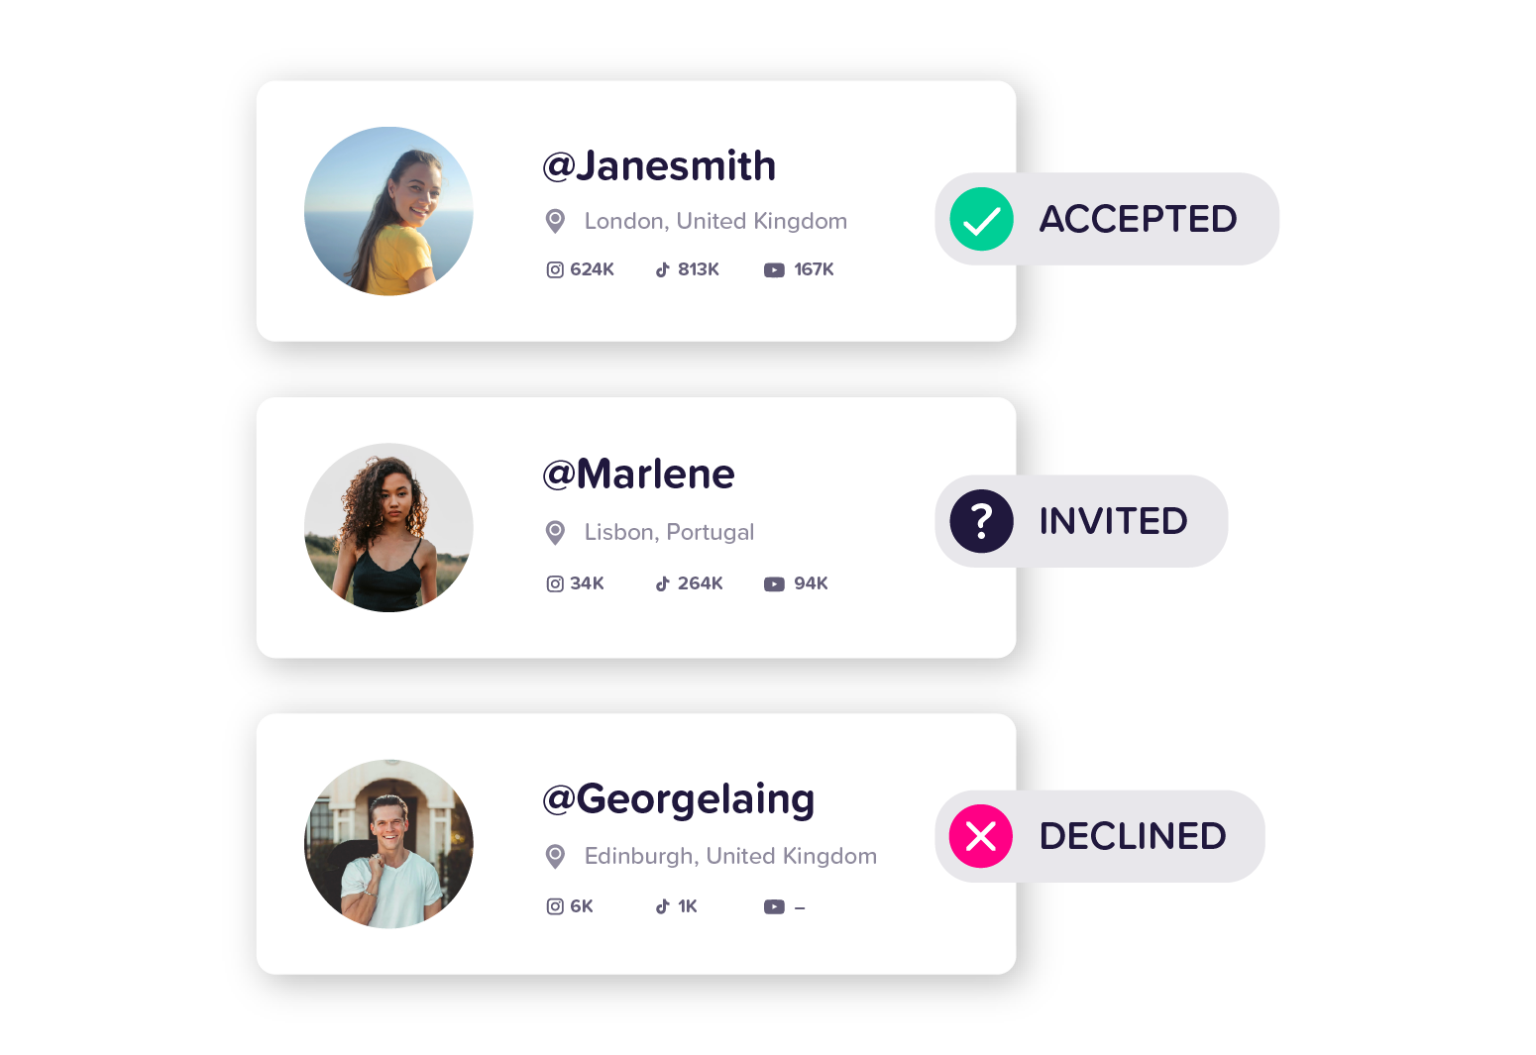 @Janesmith
London, United Kingdom
624K 813K 167K
ACCEPTED
@Marlene
Lisbon, Portugal
34K 264K 94K
INVITED
@Georgelaing
Edinburgh, United Kingdom
6K 1K –
DECLINED